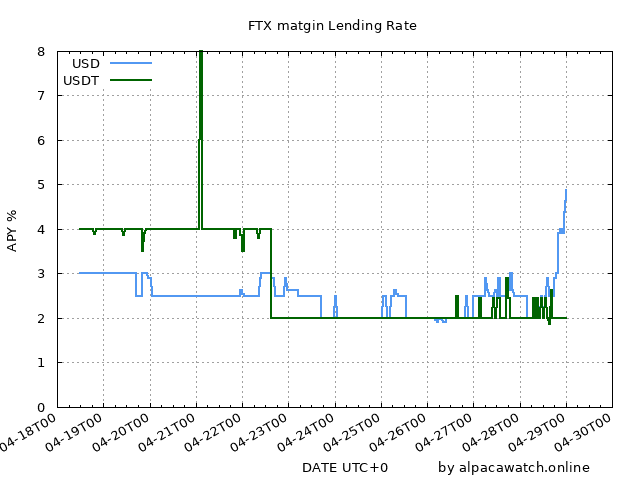 FTX matgin Lending Rate
USD
USDT
APY %
8
7
6
5
4
3
2
1
0
04-18T00
04-19T00
04-20T00
04-21T00
04-22T00
04-23T00
04-24T00
04-25T00
04-26T00
04-27T00
04-28T00
04-29T00
04-30T00
DATE UTC+0
by alpacawatch.online